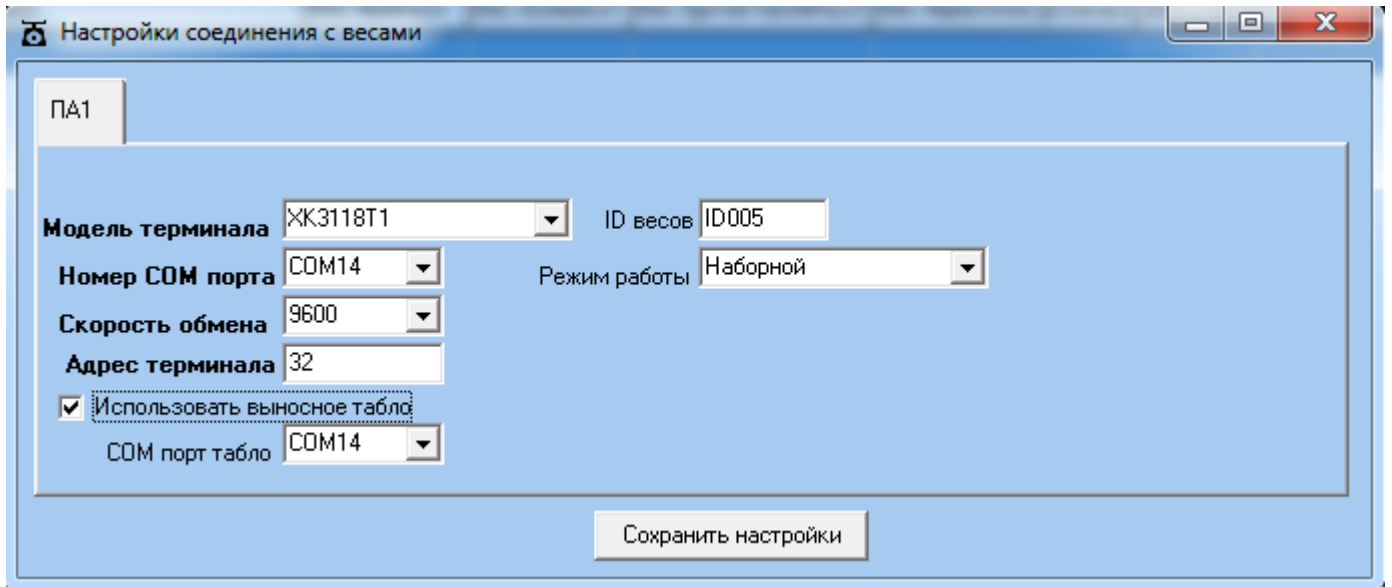 Настройки соединения с весами
ПА1
Модель терминала XK3118T1 ID весов ID005
Номер COM порта COM14 Режим работы Наборной
Скорость обмена 9600
Адрес терминала 32
Использовать выносное табло
COM порт табло COM14
Сохранить настройки